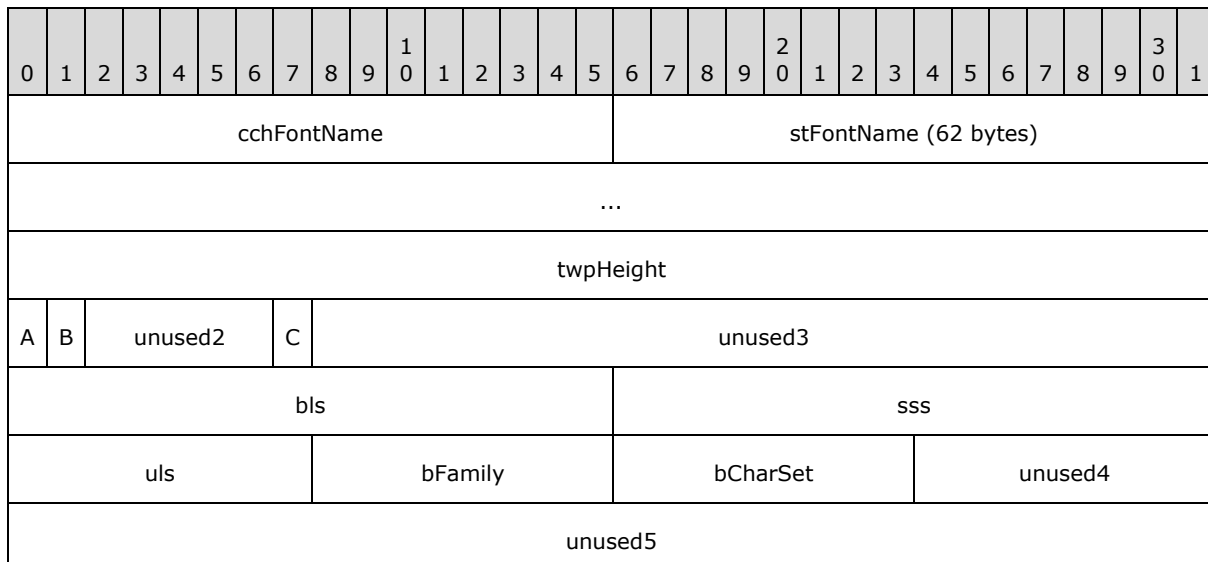 0 1 2 3 4 5 6 7 8 9 1 0 1 2 3 4 5 6 7 8 9 2 0 1 2 3 4 5 6 7 8 9 3 0 1
cchFontName stFontName (62 bytes)
...
twpHeight
A B unused2 C unused3
bls sss
uls bFamily bCharSet unused4
unused5